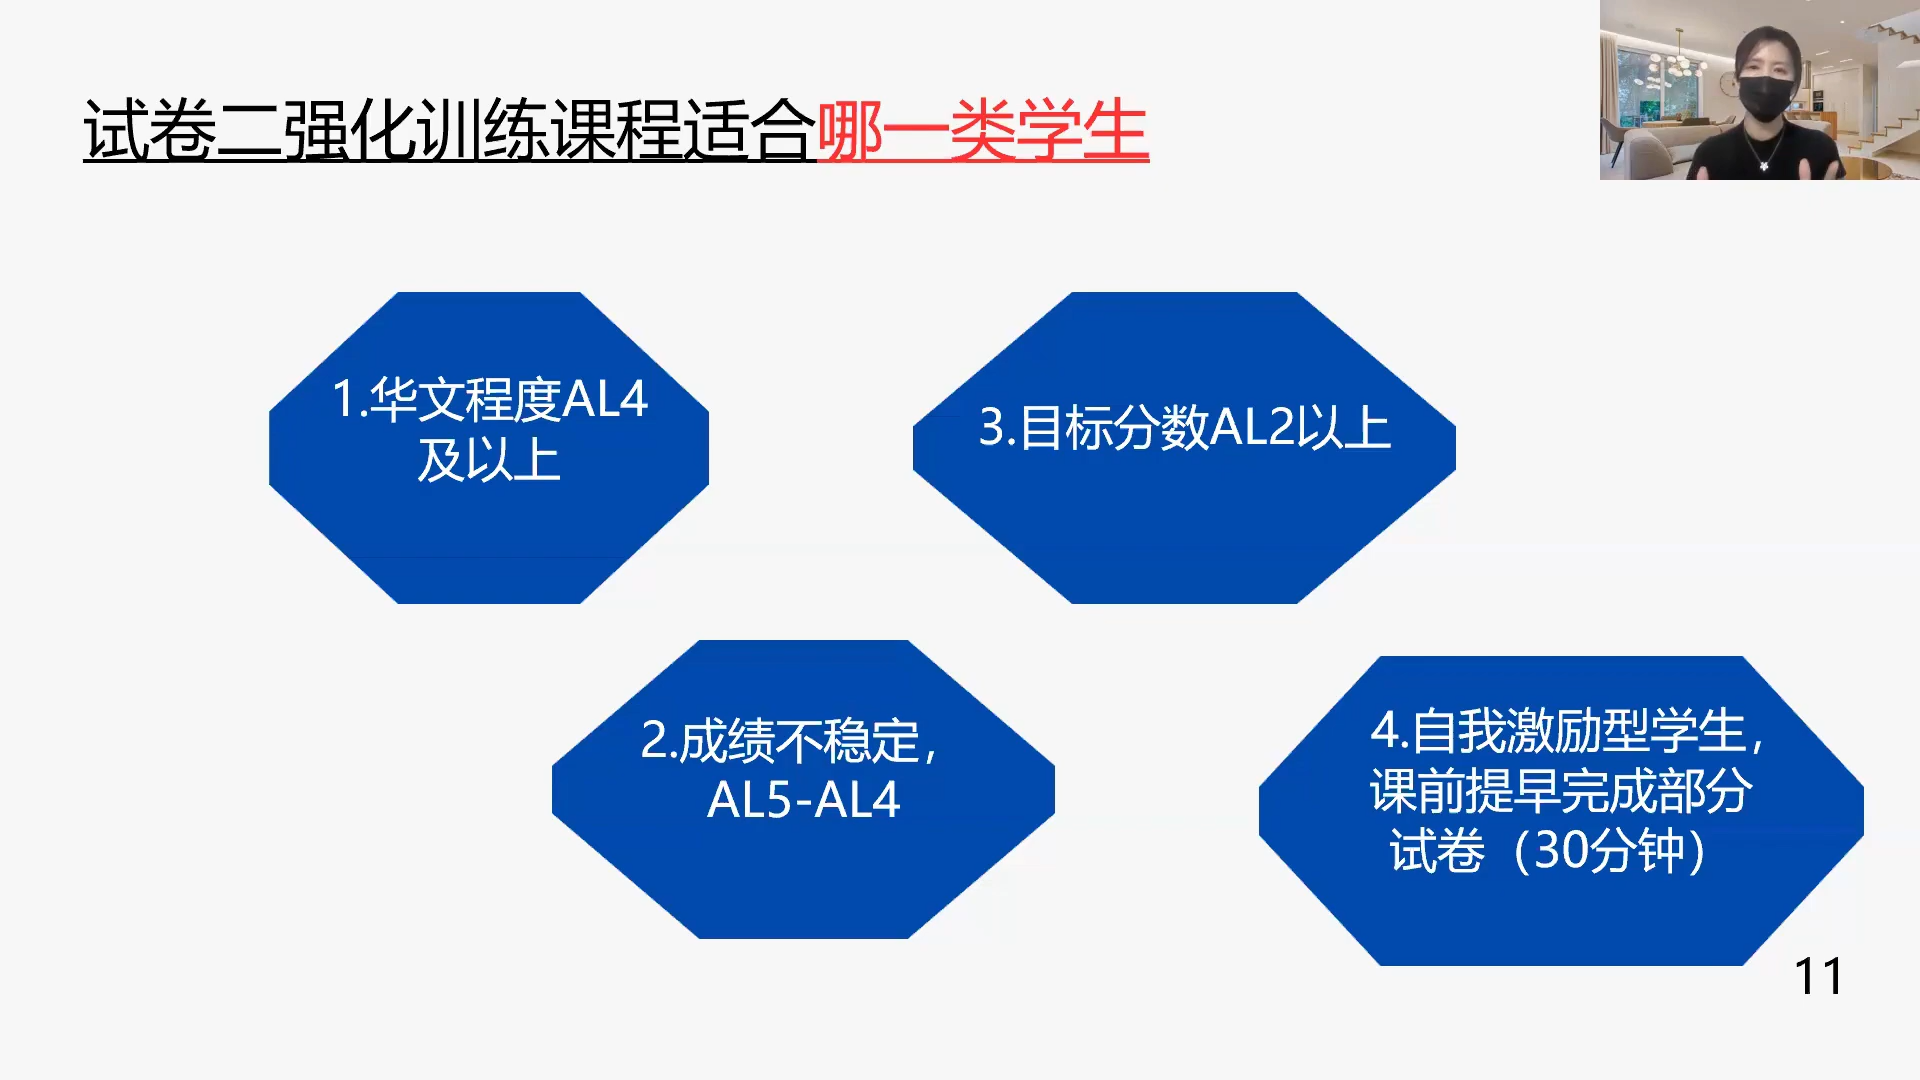 试卷二强化训练课程适合哪一类学生
1.华文程度AL4
及以上
2.成绩不稳定，
AL5-AL4
3.目标分数AL2以上
4.自我激励型学生，
课前提早完成部分
试卷（30分钟）
11